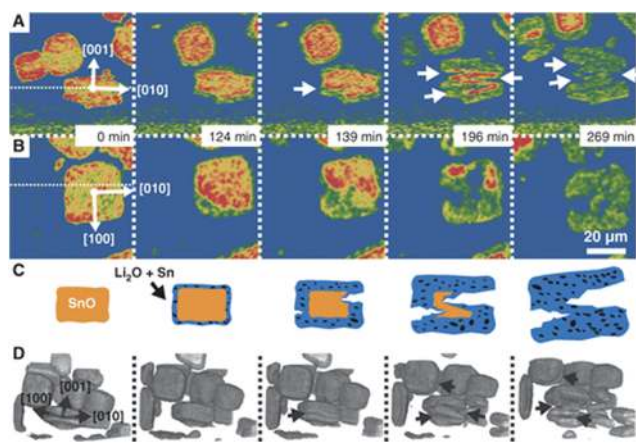 A
[001]
[010]
0 min
124 min
139 min
196 min
269 min
B
[010]
[100]
20 µm
C
Li₂O + Sn
SnO
D
[100]
[001]
[010]